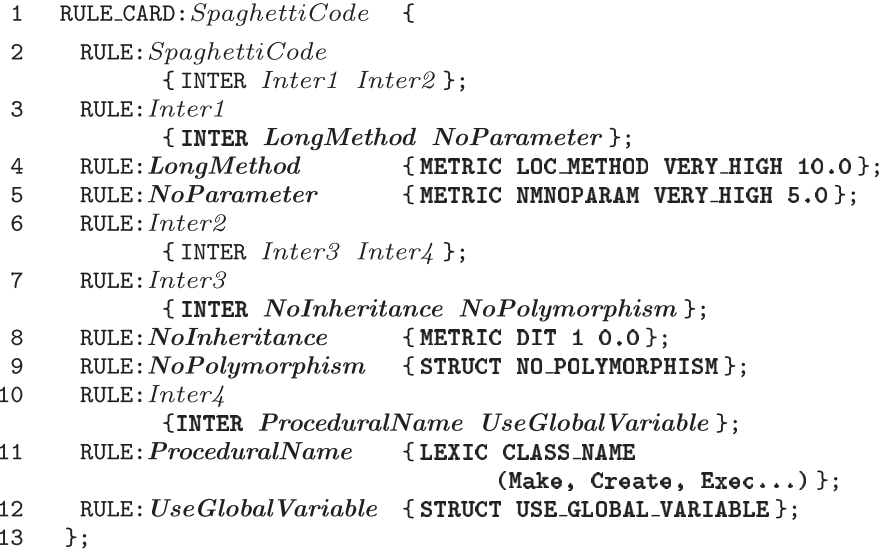 1 RULE_CARD:SpaghettiCode {
2 RULE:SpaghettiCode
{ INTER Inter1 Inter2 };
3 RULE:Inter1
{ INTER LongMethod NoParameter };
4 RULE:LongMethod { METRIC LOC_METHOD VERY_HIGH 10.0 };
5 RULE:NoParameter { METRIC NMNOPARAM VERY_HIGH 5.0 };
6 RULE:Inter2
{ INTER Inter3 Inter4 };
7 RULE:Inter3
{ INTER NoInheritance NoPolymorphism };
8 RULE:NoInheritance { METRIC DIT 1 0.0 };
9 RULE:NoPolymorphism { STRUCT NO_POLYMORPHISM };
10 RULE:Inter4
{INTER ProceduralName UseGlobalVariable };
11 RULE:ProceduralName { LEXIC CLASS_NAME
(Make, Create, Exec...) };
12 RULE:UseGlobalVariable { STRUCT USE_GLOBAL_VARIABLE };
13 };